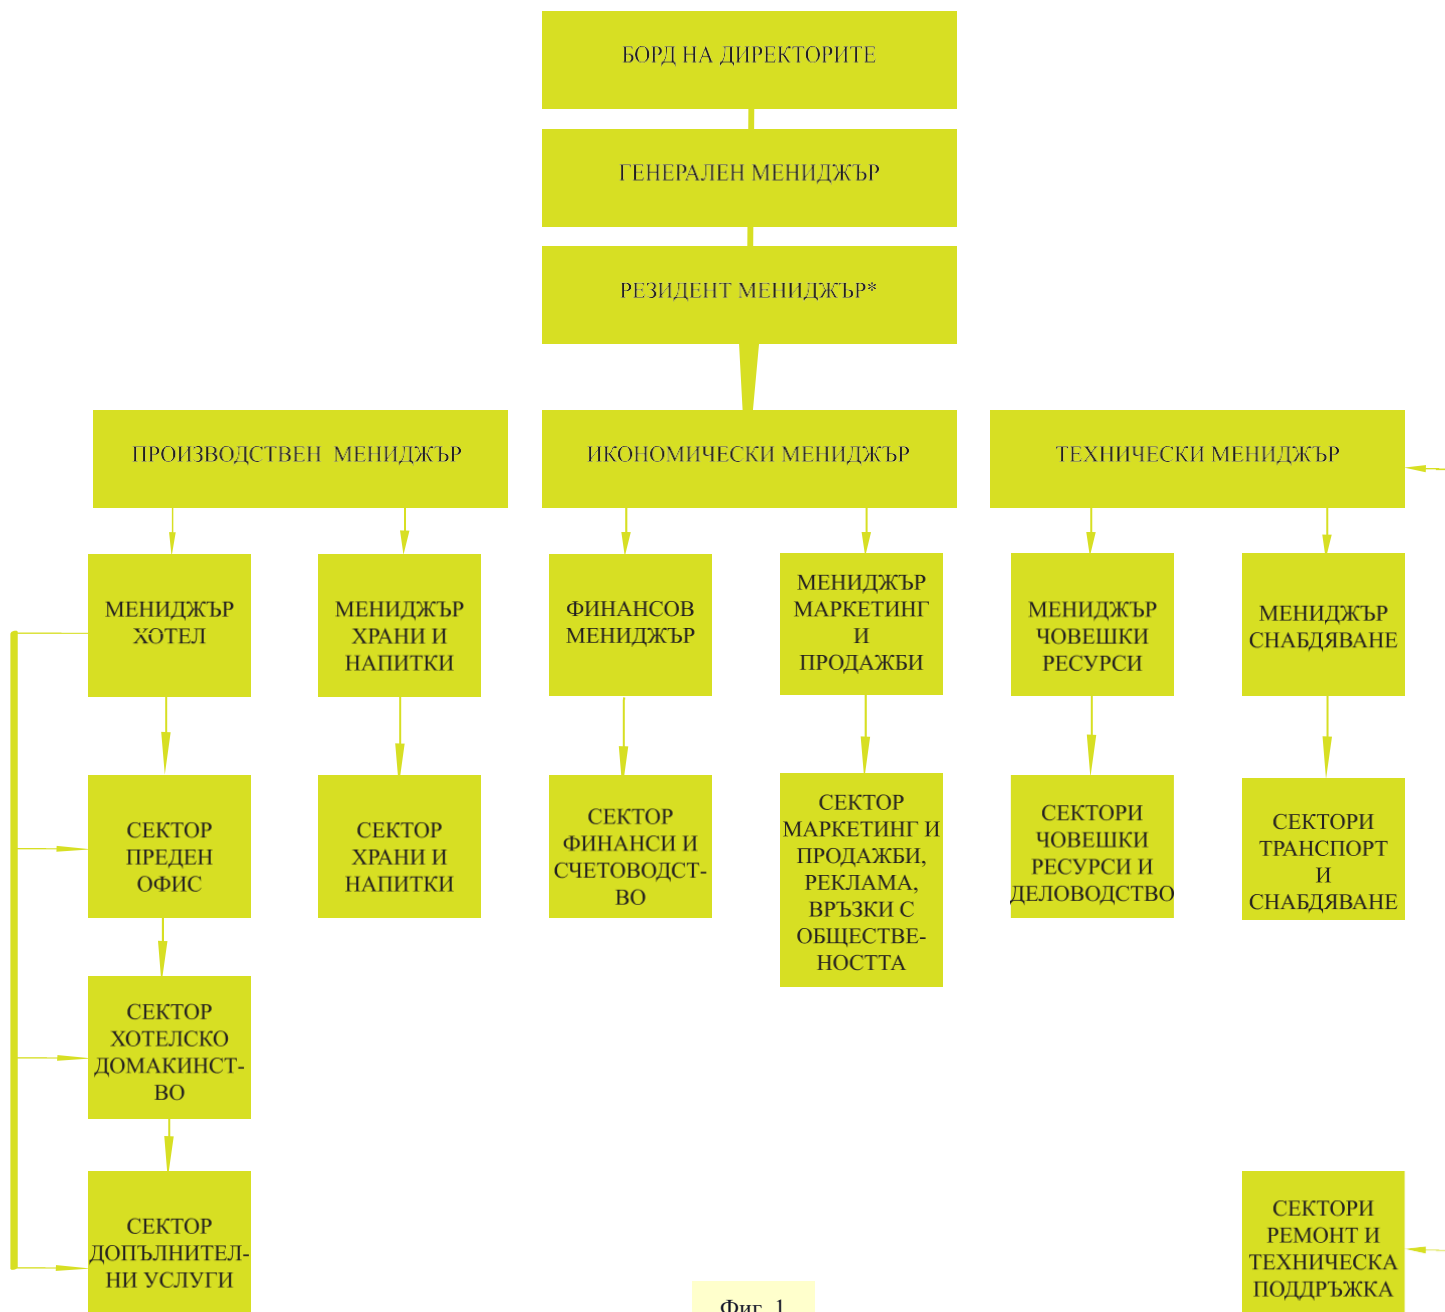 БОРД НА ДИРЕКТОРИТЕ
ГЕНЕРАЛЕН МЕНИДЖЪР
РЕЗИДЕНТ МЕНИДЖЪР*
ПРОИЗВОДСТВЕН МЕНИДЖЪР
ИКОНОМИЧЕСКИ МЕНИДЖЪР
ТЕХНИЧЕСКИ МЕНИДЖЪР
МЕНИДЖЪР
ХОТЕЛ
МЕНИДЖЪР
ХРАНИ И
НАПИТКИ
ФИНАНСОВ
МЕНИДЖЪР
МЕНИДЖЪР
МАРКЕТИНГ
И
ПРОДАЖБИ
МЕНИДЖЪР
ЧОВЕШКИ
РЕСУРСИ
МЕНИДЖЪР
СНАБДЯВАНЕ
СЕКТОР
ПРЕДЕН
ОФИС
СЕКТОР
ХРАНИ И
НАПИТКИ
СЕКТОР
ФИНАНСИ И
СЧЕТОВОДСТ-
ВО
СЕКТОР
МАРКЕТИНГ И
ПРОДАЖБИ,
РЕКЛАМА,
ВРЪЗКИ С
ОБЩЕСТВЕ-
НОСТТА
СЕКТОРИ
ЧОВЕШКИ
РЕСУРСИ И
ДЕЛОВОДСТВО
СЕКТОРИ
ТРАНСПОРТ
И
СНАБДЯВАНЕ
СЕКТОР
ХОТЕЛСКО
ДОМАКИНСТ-
ВО
СЕКТОР
ДОПЪЛНИТЕЛ-
НИ УСЛУГИ
СЕКТОРИ
РЕМОНТ И
ТЕХНИЧЕСКА
ПОДДРЪЖКА
Фиг. 1